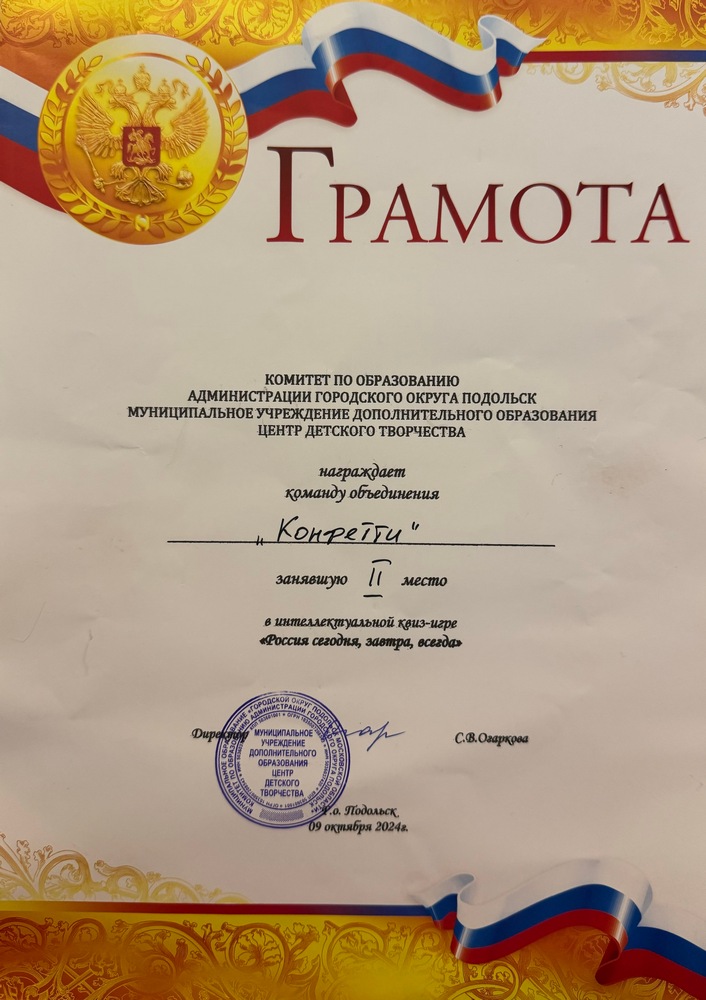 ГРАМОТА
КОМИТЕТ ПО ОБРАЗОВАНИЮ
АДМИНИСТРАЦИИ ГОРОДСКОГО ОКРУГА ПОДОЛЬСК
МУНИЦИПАЛЬНОЕ УЧРЕЖДЕНИЕ ДОПОЛНИТЕЛЬНОГО ОБРАЗОВАНИЯ
ЦЕНТР ДЕТСКОГО ТВОРЧЕСТВА
награждает
команду объединения
„Конфетти"
занявшую II место
в интеллектуальной квиз-игре
«Россия сегодня, завтра, всегда»
Директор С.В.Огаркова
МУНИЦИПАЛЬНОЕ
УЧРЕЖДЕНИЕ
ДОПОЛНИТЕЛЬНОГО
ОБРАЗОВАНИЯ
ЦЕНТР
ДЕТСКОГО
ТВОРЧЕСТВА
Г.о. Подольск
09 октября 2024г.